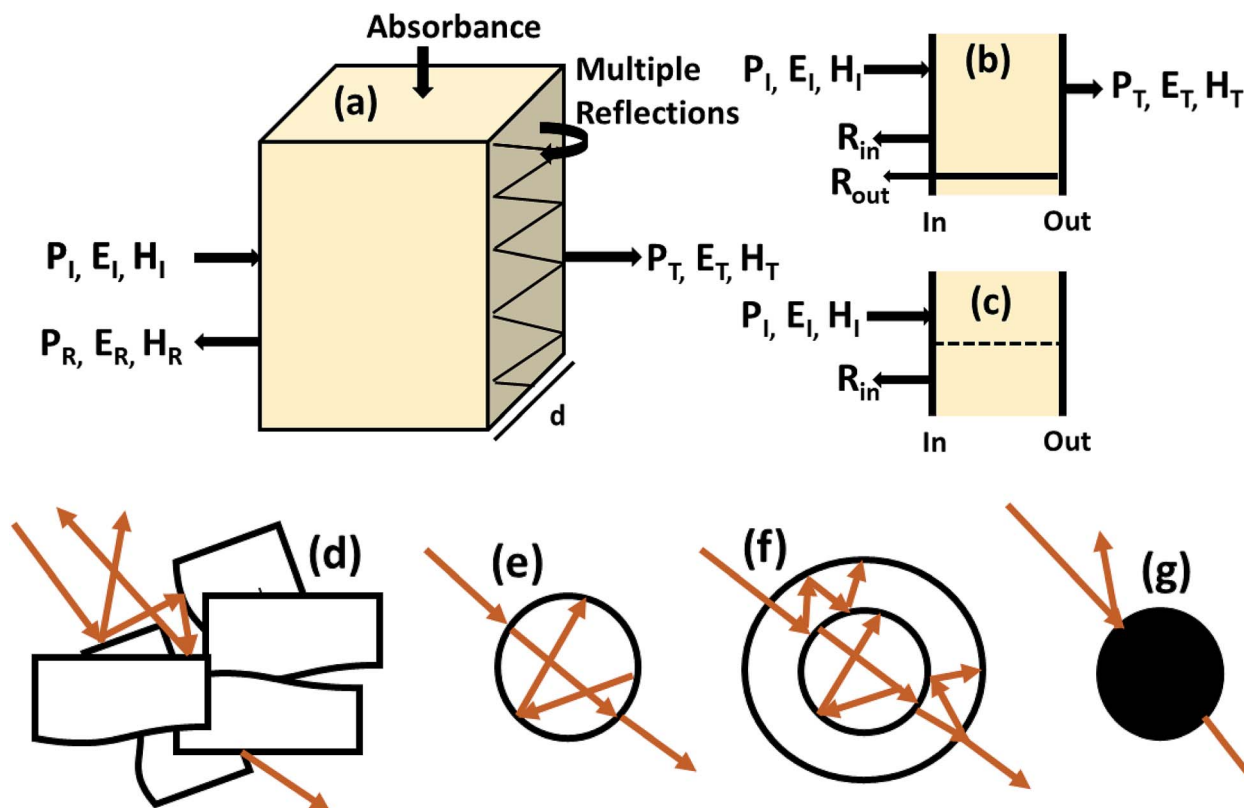 Absorbance
(a)
Multiple
Reflections
P_I, E_I, H_I
P_R, E_R, H_R
P_T, E_T, H_T
d
(b)
P_I, E_I, H_I
P_T, E_T, H_T
R_in
R_out
In Out
(c)
P_I, E_I, H_I
R_in
In Out
(d)
(e)
(f)
(g)